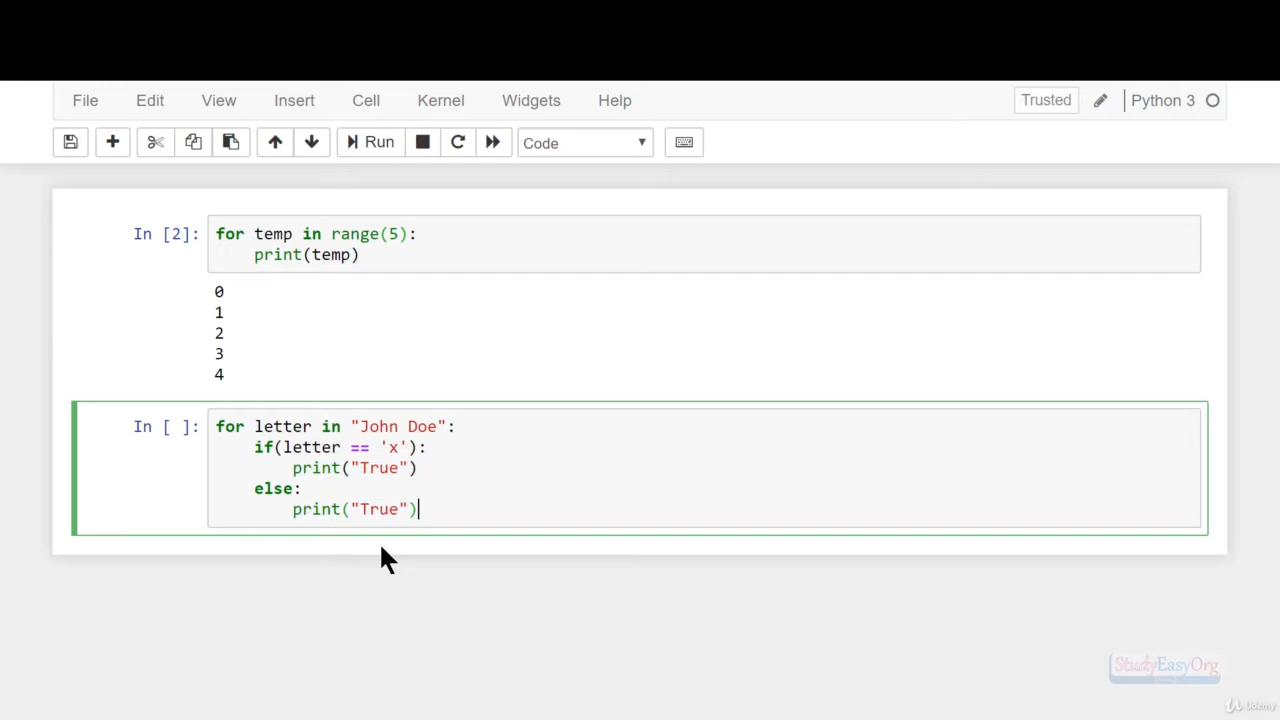 File Edit View Insert Cell Kernel Widgets Help Trusted Python 3
Run Code
In [2]: for temp in range(5):
    print(temp)
0
1
2
3
4
In [ ]: for letter in "John Doe":
    if(letter == 'x'):
        print("True")
    else:
        print("True")
StudyEasyOrg
Udemy